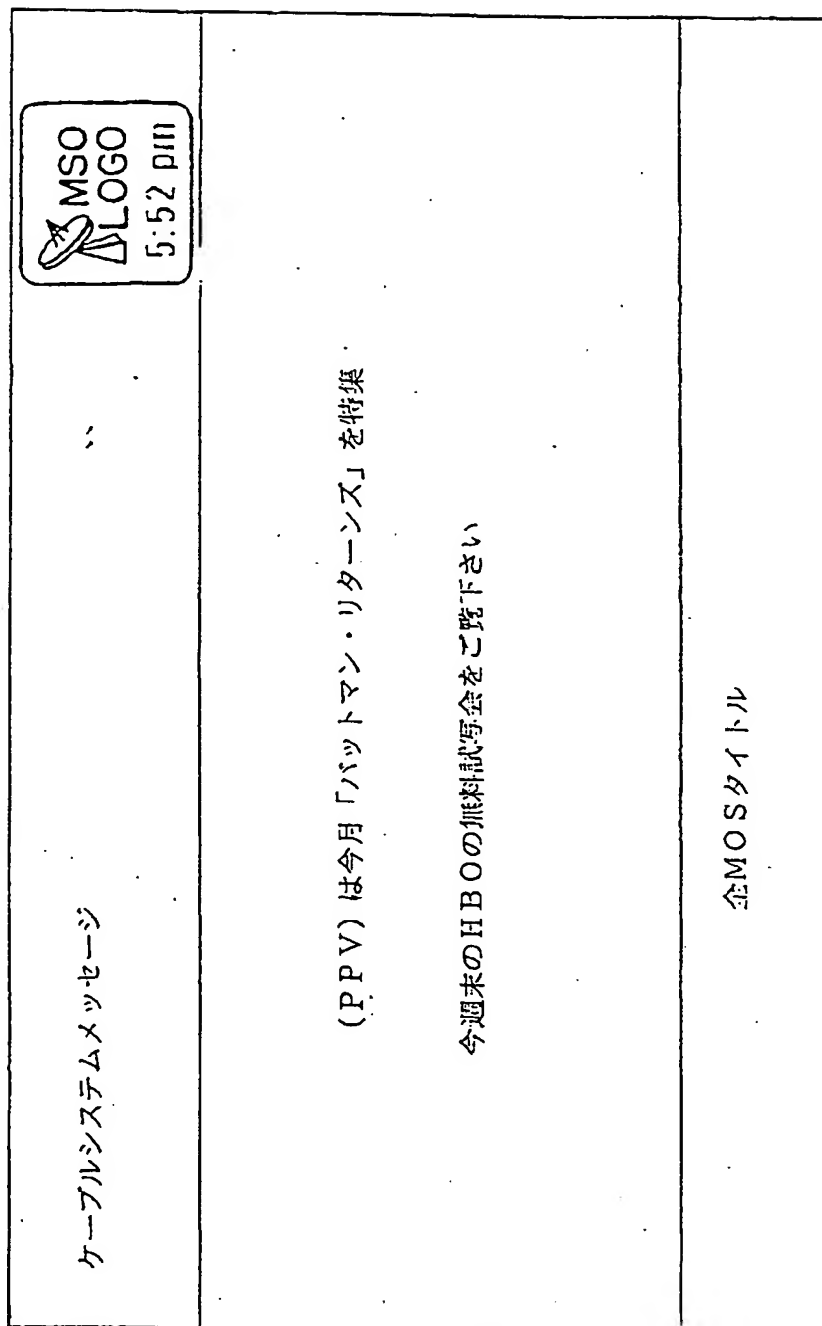 ケーブルシステムメッセージ
MSO
LOGO
5:52 pm
(PPV)は今月「バットマン・リターンズ」を特集
今週末のHBOの無料試写会をご覧下さい
全MOSタイトル